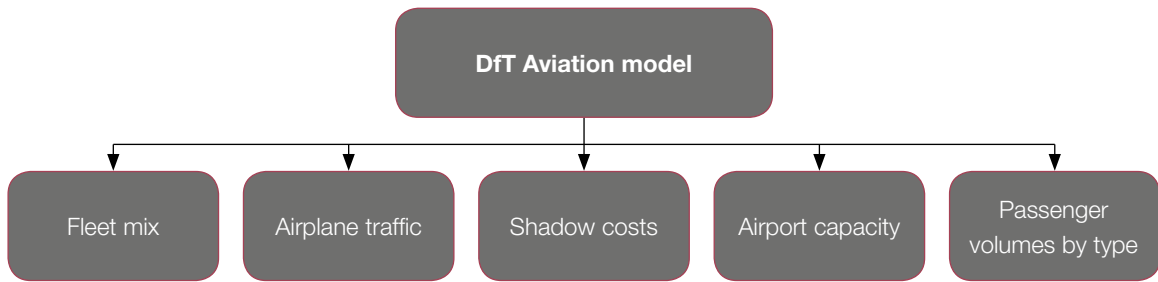 DfT Aviation model
Fleet mix
Airplane traffic
Shadow costs
Airport capacity
Passenger
volumes by type